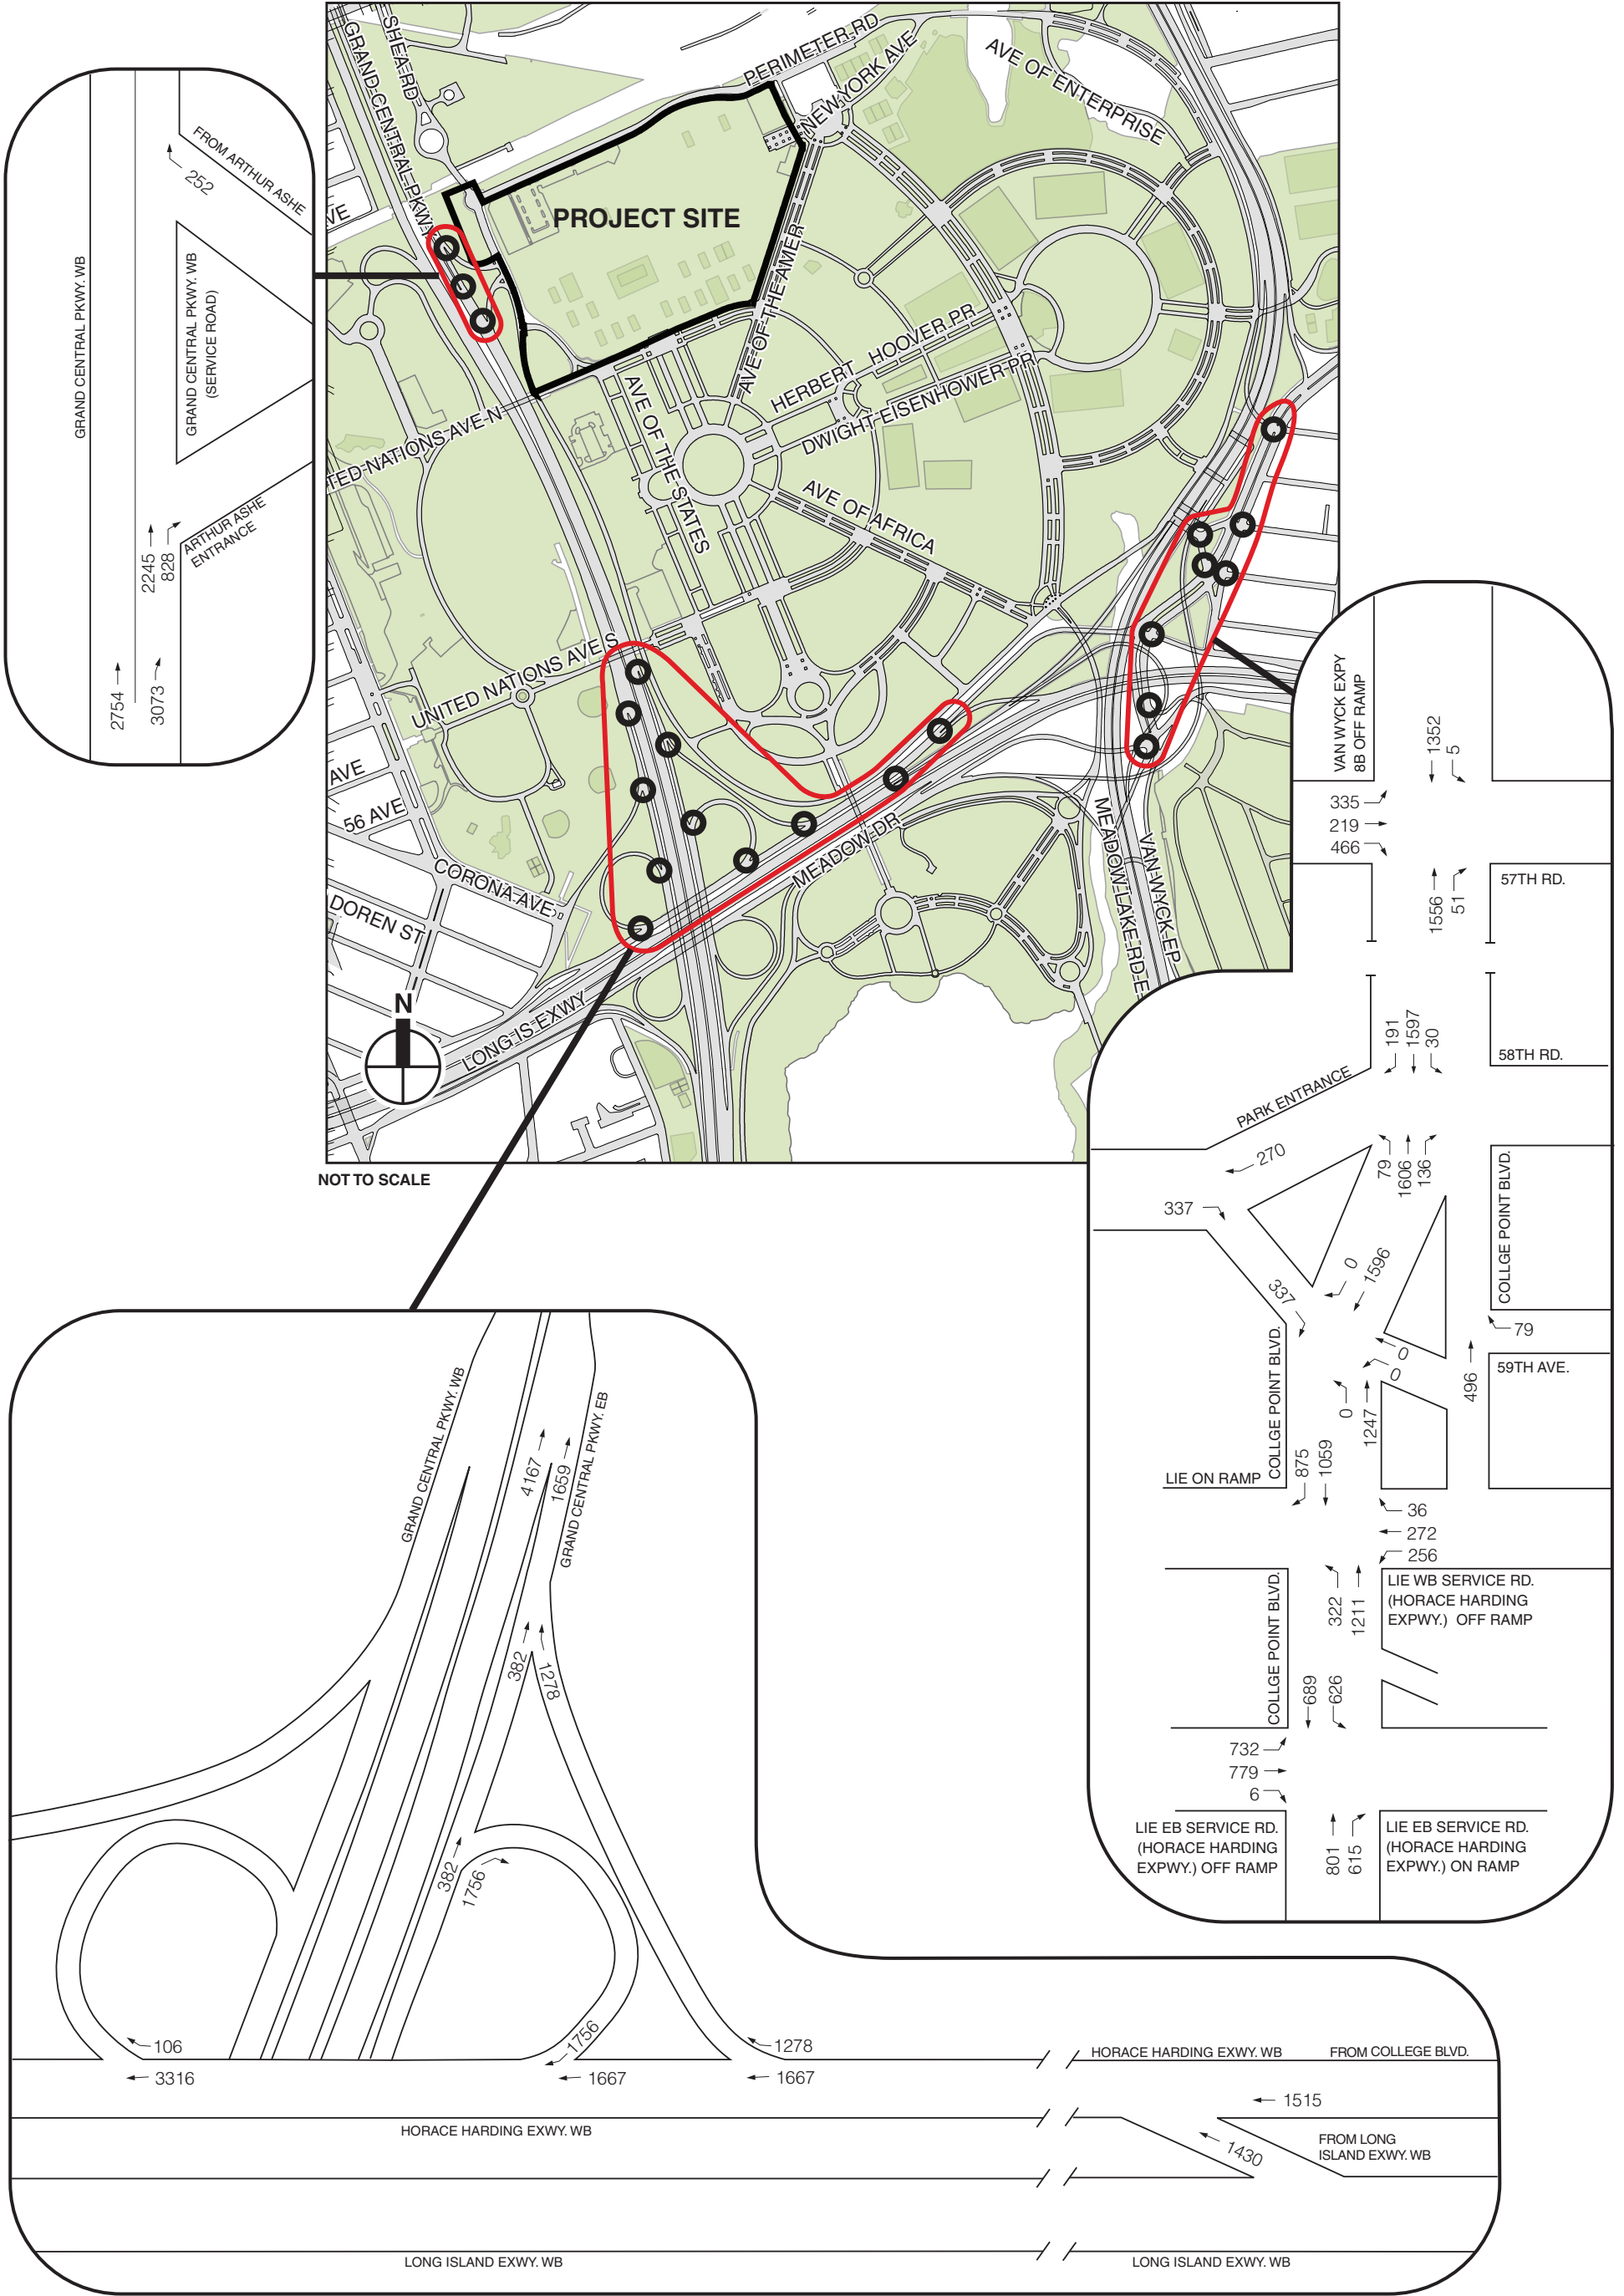 GRAND CENTRAL PKWY
SHEA RD
PERIMETER RD
NEW YORK AVE
AVE OF ENTERPRISE
PROJECT SITE
AVE OF THE AMER
VE
HERBERT HOOVER PR
DWIGHT EISENHOWER PR
TED NATIONS AVE N
AVE OF THE STATES
AVE OF AFRICA
UNITED NATIONS AVE S
AVE
56 AVE
CORONA AVE
DOREN ST
MEADOW DR
MEADOW LAKE RD E
VAN WYCK EP
LONG IS EXWY
N
NOT TO SCALE
FROM ARTHUR ASHE
252
GRAND CENTRAL PKWY. WB
GRAND CENTRAL PKWY. WB
(SERVICE ROAD)
ARTHUR ASHE
ENTRANCE
2245
828
2754
3073
VAN WYCK EXPY
8B OFF RAMP
1352
5
335
219
466
1556
51
57TH RD.
191
1597
30
58TH RD.
PARK ENTRANCE
270
79
1606
136
COLLGE POINT BLVD.
337
0
1596
337
79
0
0
59TH AVE.
496
0
1247
COLLGE POINT BLVD.
875
1059
LIE ON RAMP
36
272
256
LIE WB SERVICE RD.
(HORACE HARDING
EXPWY.) OFF RAMP
322
1211
COLLGE POINT BLVD.
689
626
732
779
6
LIE EB SERVICE RD.
(HORACE HARDING
EXPWY.) OFF RAMP
801
615
LIE EB SERVICE RD.
(HORACE HARDING
EXPWY.) ON RAMP
GRAND CENTRAL PKWY. WB
4167
1659
GRAND CENTRAL PKWY. EB
382
1278
382
1756
106
3316
1756
1667
1278
1667
HORACE HARDING EXWY. WB
FROM COLLEGE BLVD.
1515
HORACE HARDING EXWY. WB
1430
FROM LONG
ISLAND EXWY. WB
LONG ISLAND EXWY. WB
LONG ISLAND EXWY. WB